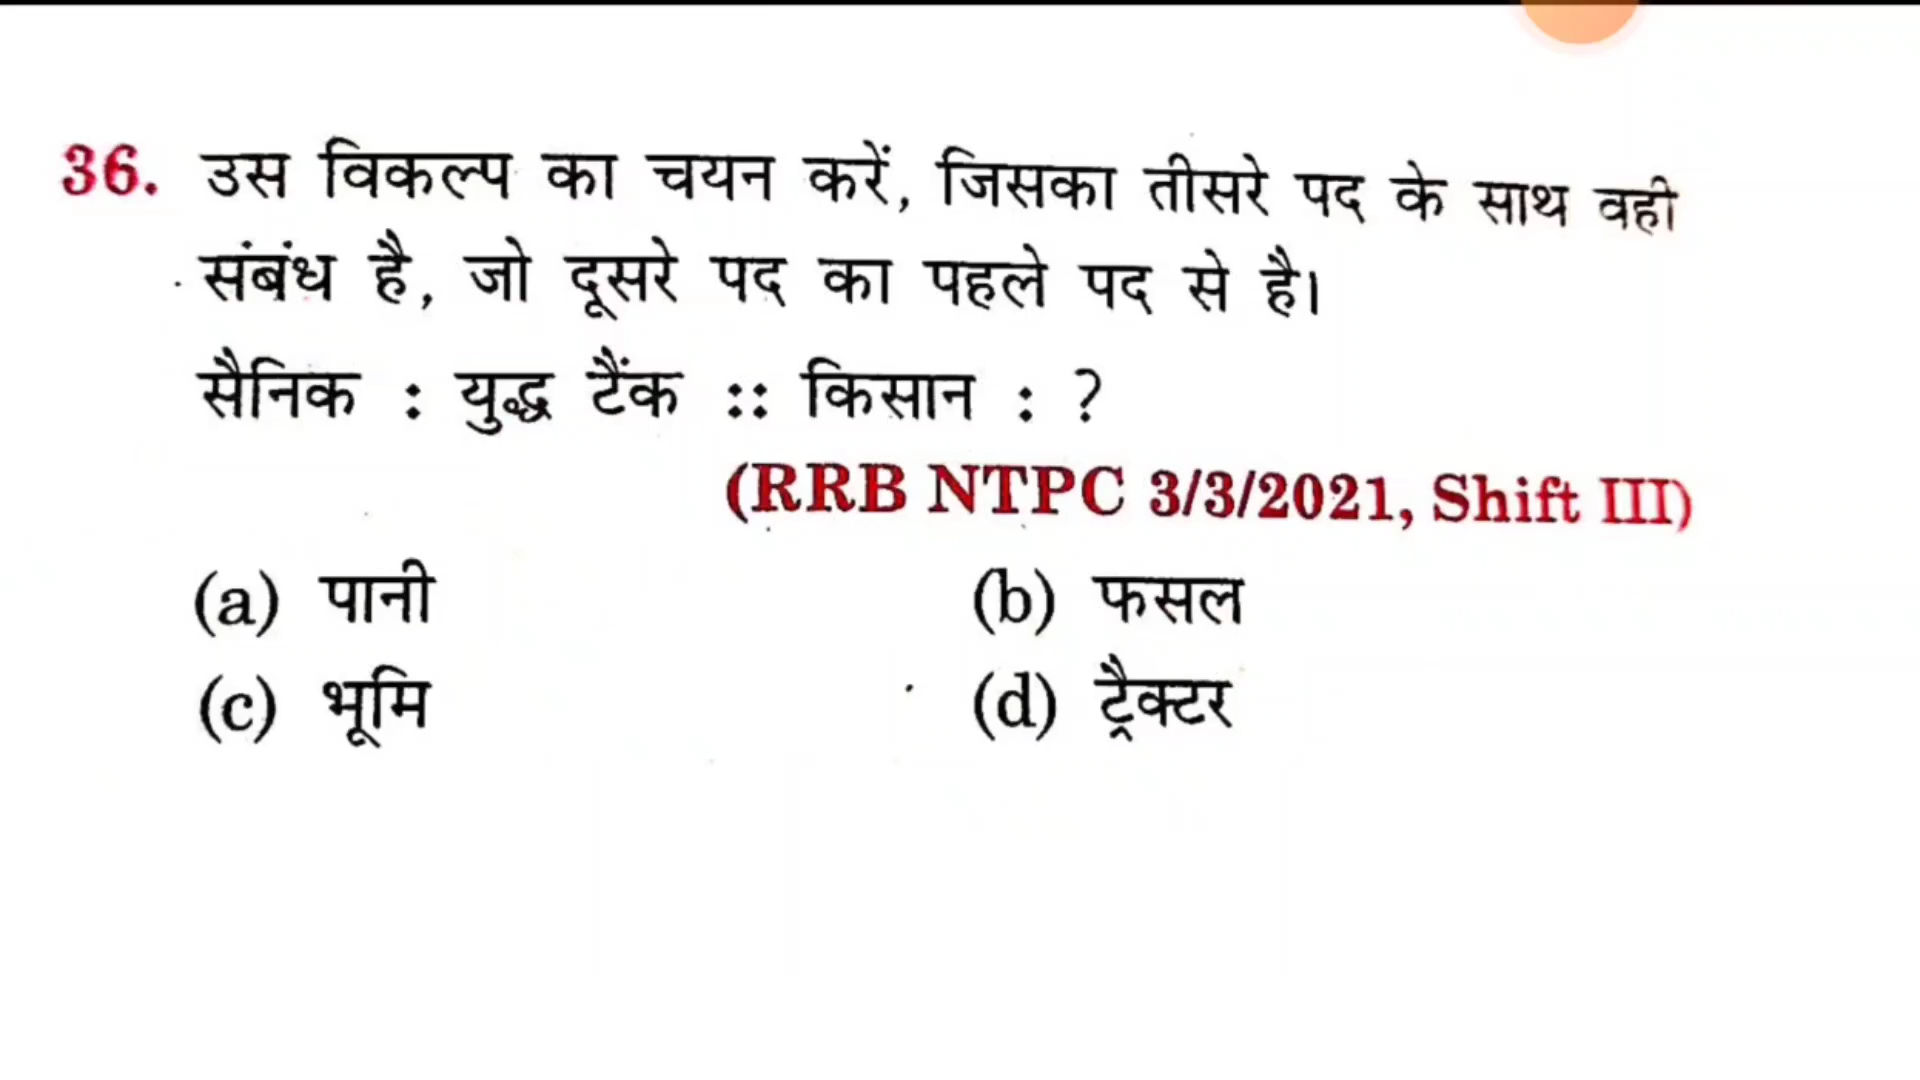 36. उस विकल्प का चयन करें, जिसका तीसरे पद के साथ वही
संबंध है, जो दूसरे पद का पहले पद से है।
सैनिक : युद्ध टैंक :: किसान : ?
(RRB NTPC 3/3/2021, Shift III)
(a) पानी (b) फसल
(c) भूमि (d) ट्रैक्टर